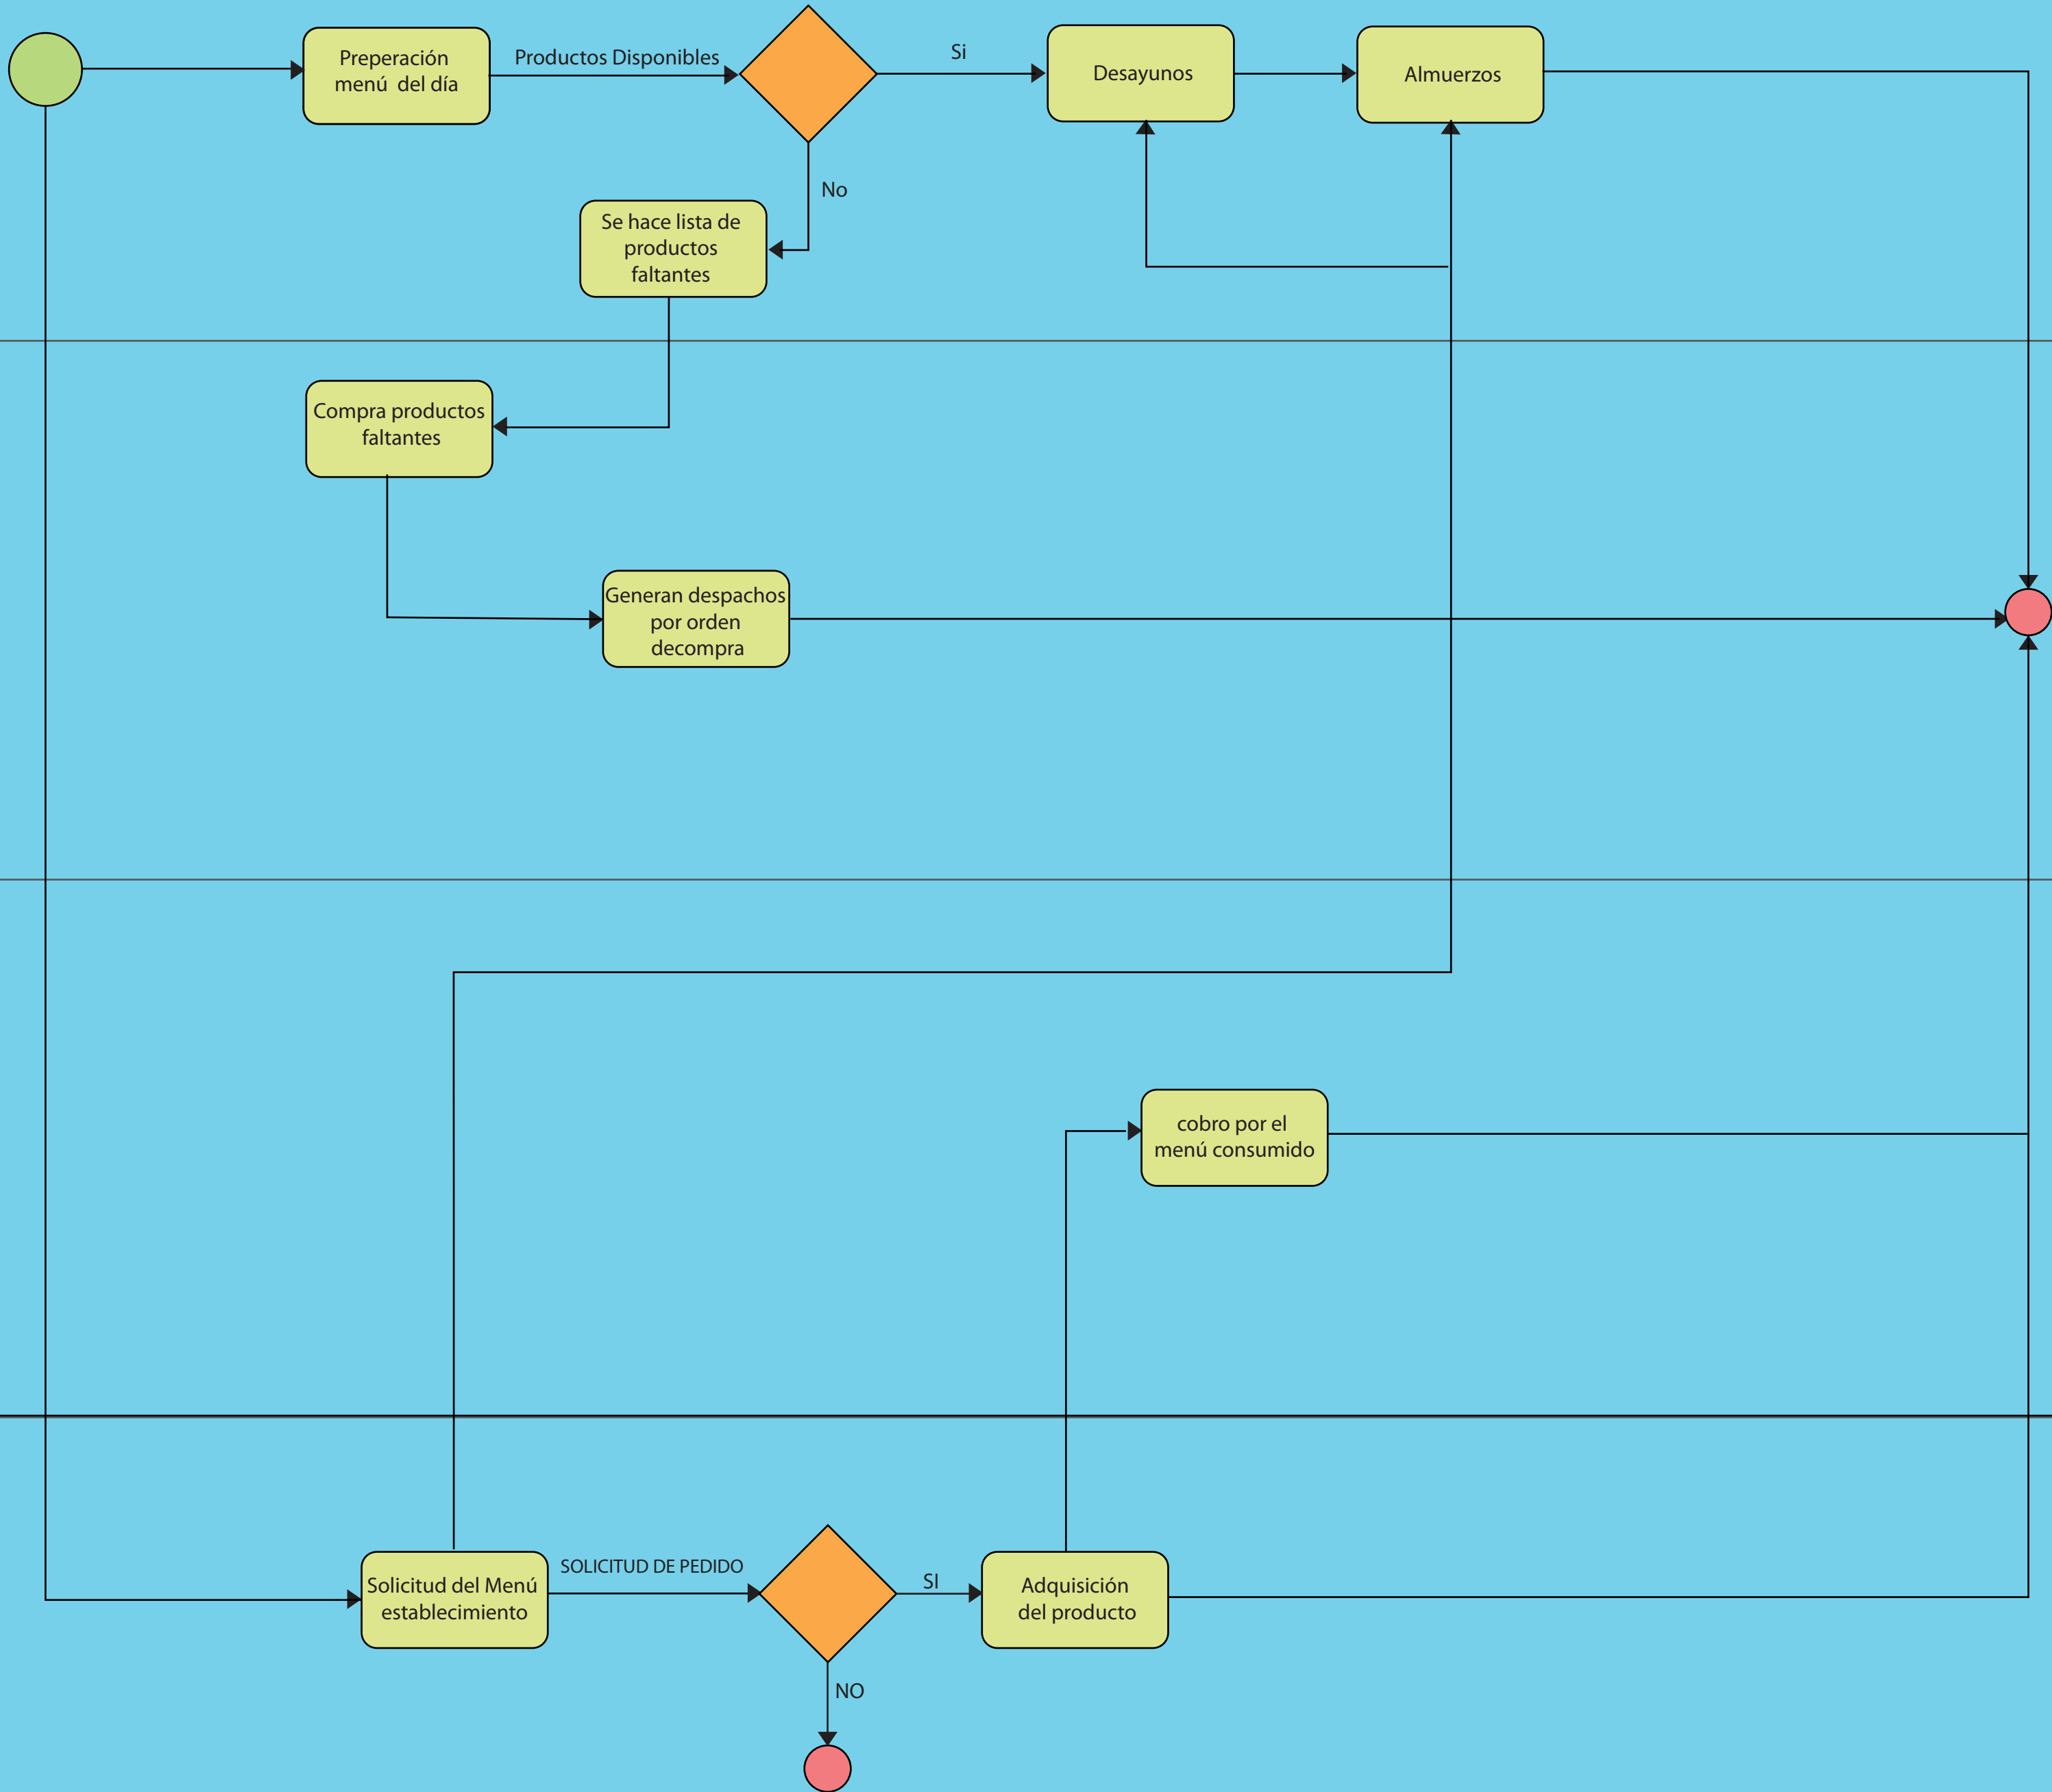 Preperación
menú  del día
Productos Disponibles
Si
Desayunos
Almuerzos
No
Se hace lista de
productos
faltantes
Compra productos
faltantes
Generan despachos
por orden
decompra
cobro por el
menú consumido
Solicitud del Menú
establecimiento
SOLICITUD DE PEDIDO
SI
Adquisición
del producto
NO